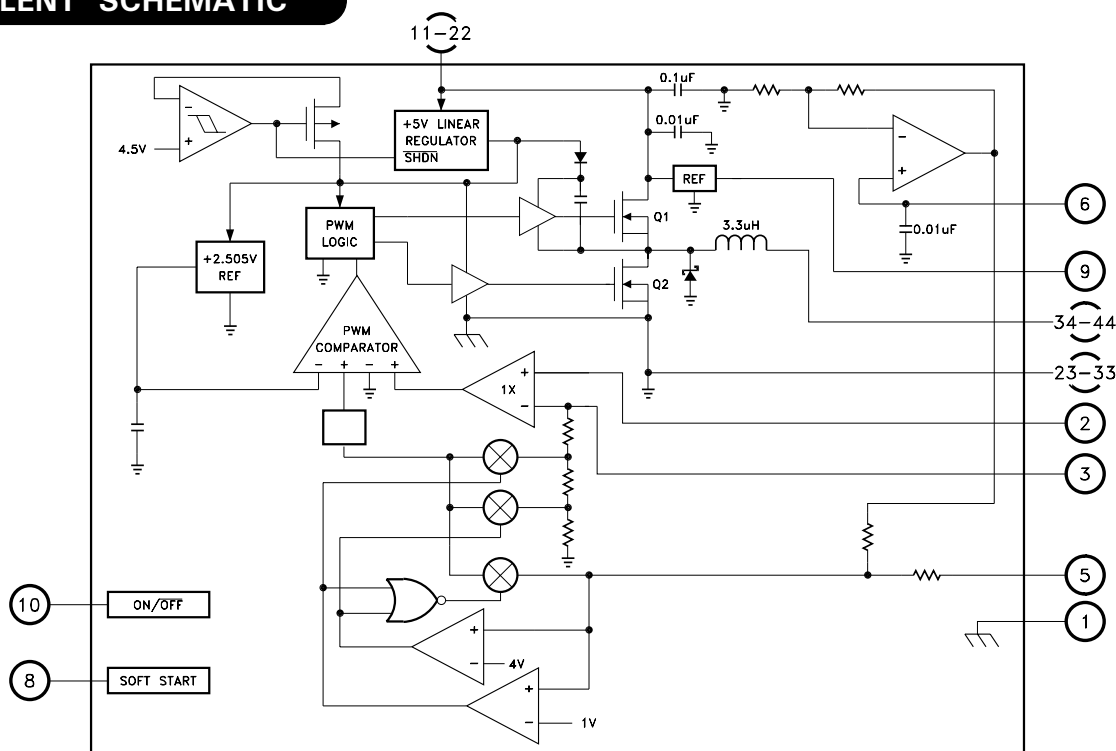 LENT SCHEMATIC
11-22
0.1uF
+5V LINEAR
REGULATOR
SHDN
0.01uF
4.5V
-
+
-
+
REF
Q1
6
PWM
LOGIC
3.3uH
0.01uF
+2.505V
REF
9
Q2
34-44
PWM
COMPARATOR
- + - +
1X
+
-
23-33
2
3
5
10
ON/OFF
1
+
-
4V
8
SOFT START
+
-
1V